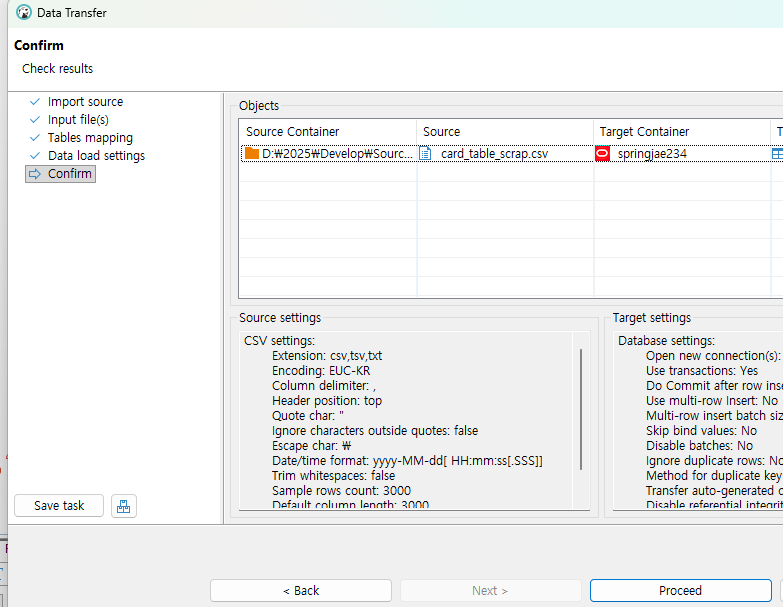 Data Transfer
Confirm
Check results
Import source
Input file(s)
Tables mapping
Data load settings
Confirm
Objects
Source Container Source Target Container T
D:₩2025₩Develop₩Sourc... card_table_scrap.csv springjae234
Source settings
CSV settings:
Extension: csv,tsv,txt
Encoding: EUC-KR
Column delimiter: ,
Header position: top
Quote char: "
Ignore characters outside quotes: false
Escape char: ₩
Date/time format: yyyy-MM-dd[ HH:mm:ss[.SSS]]
Trim whitespaces: false
Sample rows count: 3000
Default column length: 3000
Target settings
Database settings:
Open new connection(s):
Use transactions: Yes
Do Commit after row inse
Use multi-row Insert: No
Multi-row insert batch siz
Skip bind values: No
Disable batches: No
Ignore duplicate rows: No
Method for duplicate key
Transfer auto-generated c
Disable referential integrit
Save task
< Back Next > Proceed